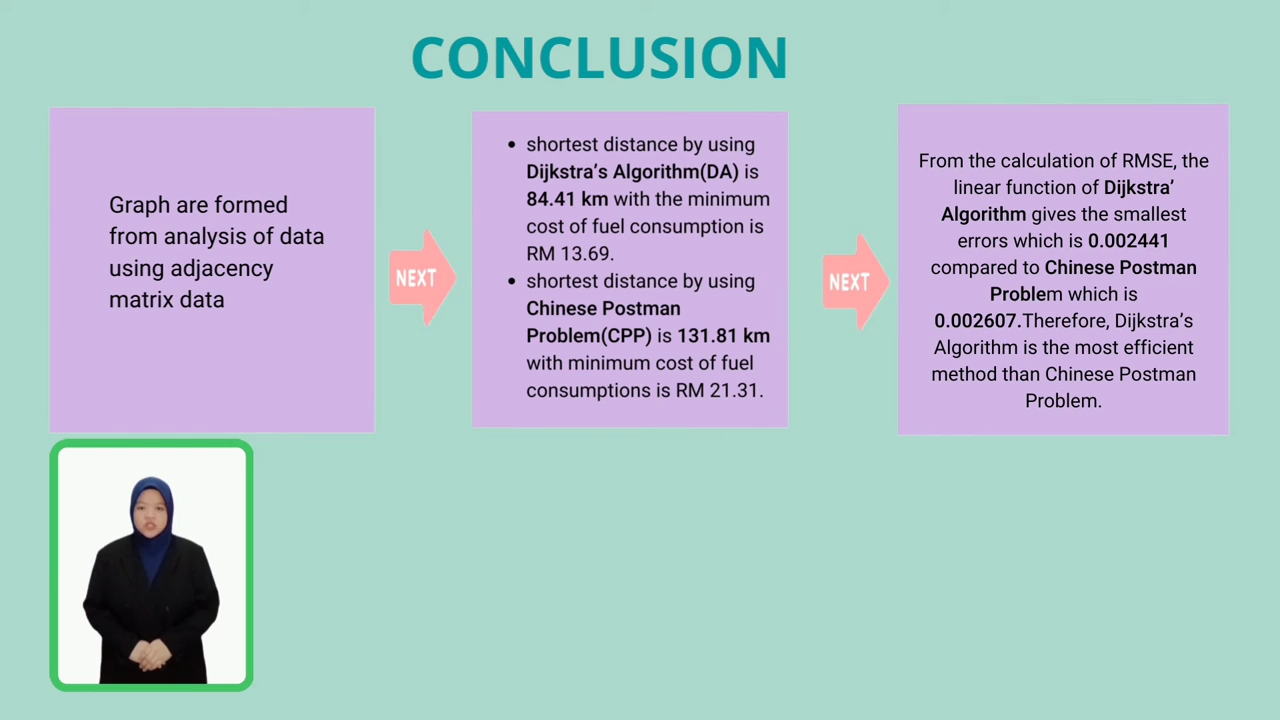 CONCLUSION
Graph are formed
from analysis of data
using adjacency
matrix data
NEXT
• shortest distance by using
Dijkstra’s Algorithm(DA) is
84.41 km with the minimum
cost of fuel consumption is
RM 13.69.
• shortest distance by using
Chinese Postman
Problem(CPP) is 131.81 km
with minimum cost of fuel
consumptions is RM 21.31.
NEXT
From the calculation of RMSE, the
linear function of Dijkstra’
Algorithm gives the smallest
errors which is 0.002441
compared to Chinese Postman
Problem which is
0.002607.Therefore, Dijkstra’s
Algorithm is the most efficient
method than Chinese Postman
Problem.